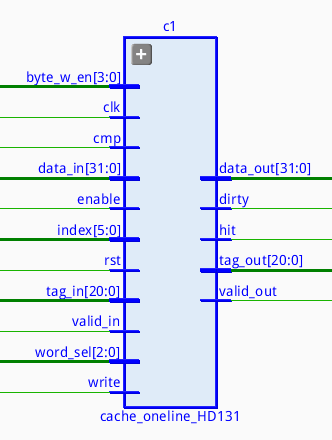 c1
+
byte_w_en[3:0]
clk
cmp
data_in[31:0] data_out[31:0]
enable dirty
index[5:0] hit
rst tag_out[20:0]
tag_in[20:0] valid_out
valid_in
word_sel[2:0]
write
cache_oneline_HD131